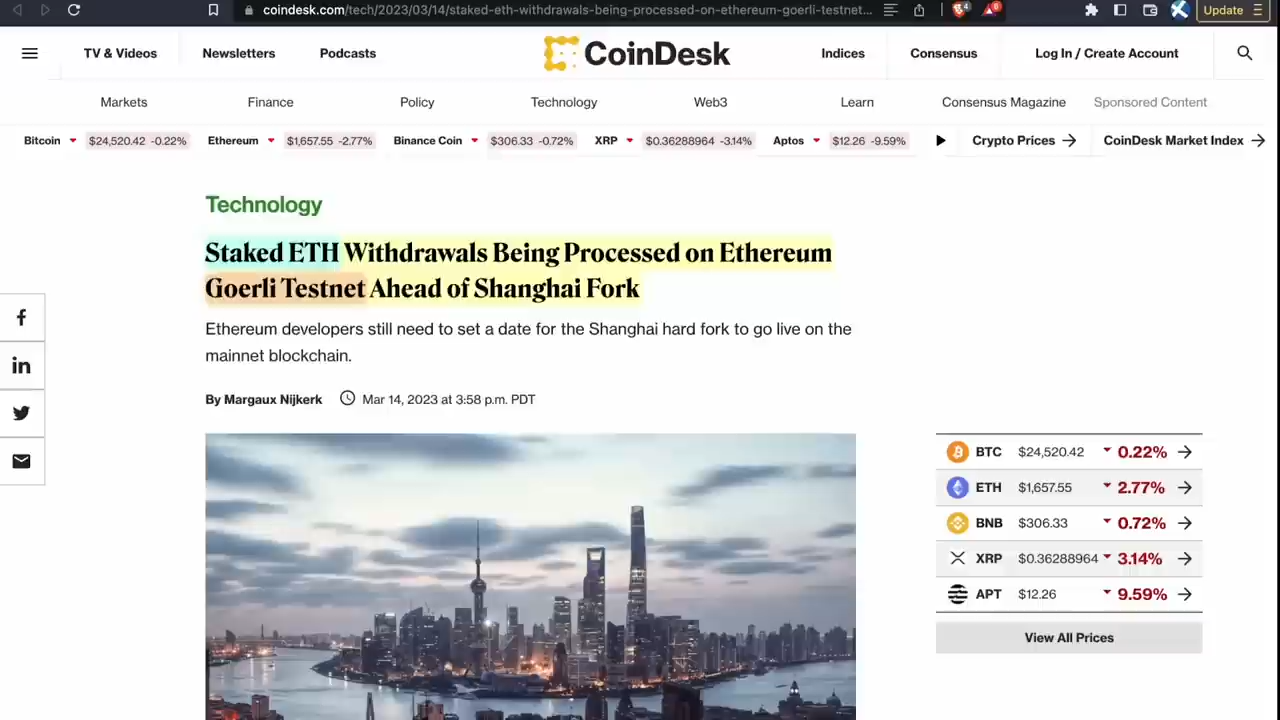 coindesk.com/tech/2023/03/14/staked-eth-withdrawals-being-processed-on-ethereum-goerli-testnet...
4
6
Update
TV & Videos
Newsletters
Podcasts
CoinDesk
Indices
Consensus
Log In / Create Account
Markets
Finance
Policy
Technology
Web3
Learn
Consensus Magazine
Sponsored Content
Bitcoin $24,520.42 -0.22%
Ethereum $1,657.55 -2.77%
Binance Coin $306.33 -0.72%
XRP $0.36288964 -3.14%
Aptos $12.26 -9.59%
Crypto Prices
CoinDesk Market Index
Technology
Staked ETH Withdrawals Being Processed on Ethereum
Goerli Testnet Ahead of Shanghai Fork
Ethereum developers still need to set a date for the Shanghai hard fork to go live on the
mainnet blockchain.
By Margaux Nijkerk Mar 14, 2023 at 3:58 p.m. PDT
BTC $24,520.42 0.22%
ETH $1,657.55 2.77%
BNB $306.33 0.72%
XRP $0.36288964 3.14%
APT $12.26 9.59%
View All Prices